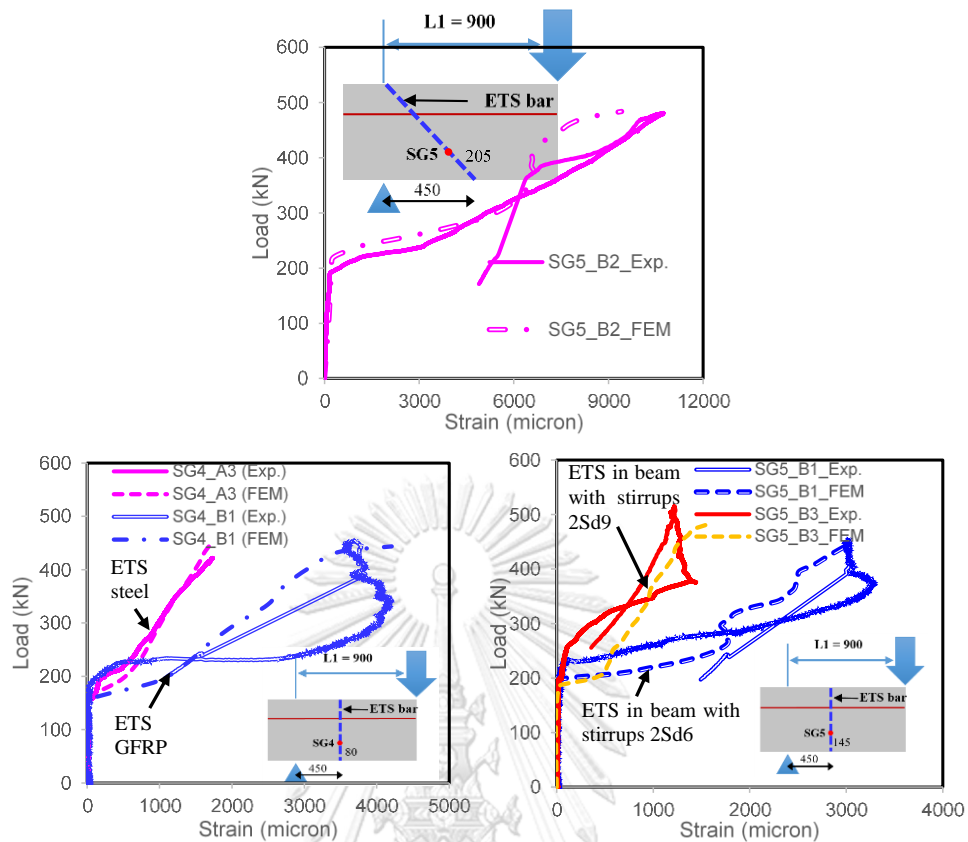 L1 = 900
600
500
400
300
200
100
0
Load (kN)
ETS bar
SG5
205
450
SG5_B2_Exp.
SG5_B2_FEM
0
3000
6000
9000
12000
Strain (micron)
600
500
400
300
200
100
0
Load (kN)
SG4_A3 (Exp.)
SG4_A3 (FEM)
SG4_B1 (Exp.)
SG4_B1 (FEM)
ETS
steel
ETS
GFRP
L1 = 900
ETS bar
SG4
80
450
0
1000
2000
3000
4000
5000
Strain (micron)
600
500
400
300
200
100
0
Load (kN)
ETS in beam
with stirrups
2Sd9
SG5_B1_Exp.
SG5_B1_FEM
SG5_B3_Exp.
SG5_B3_FEM
ETS in beam with
stirrups 2Sd6
L1 = 900
ETS bar
SG5
145
450
0
1000
2000
3000
4000
Strain (micron)